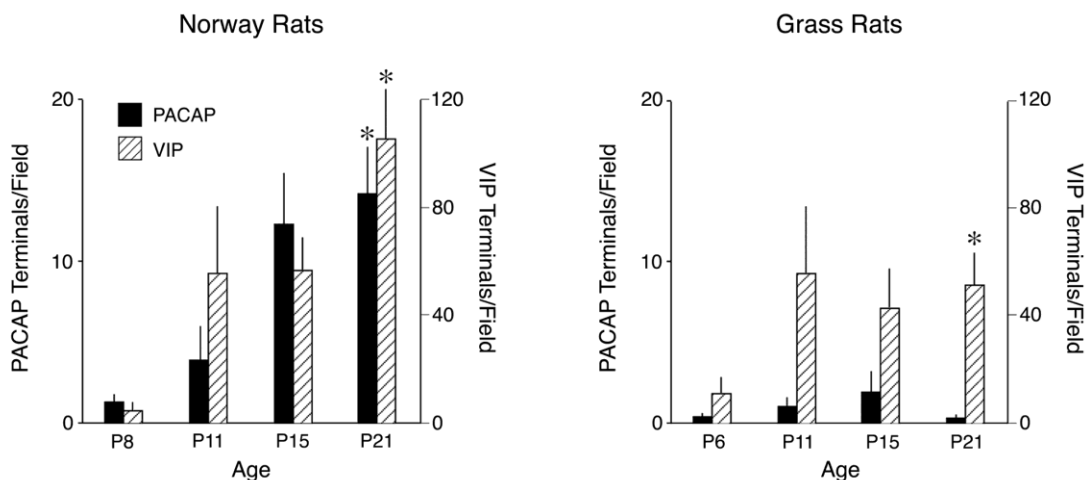 Norway Rats
PACAP Terminals/Field
20
10
0
PACAP
VIP
*
*
120
80
40
0
VIP Terminals/Field
P8 P11 P15 P21
Age
Grass Rats
PACAP Terminals/Field
20
10
0
*
120
80
40
0
VIP Terminals/Field
P6 P11 P15 P21
Age